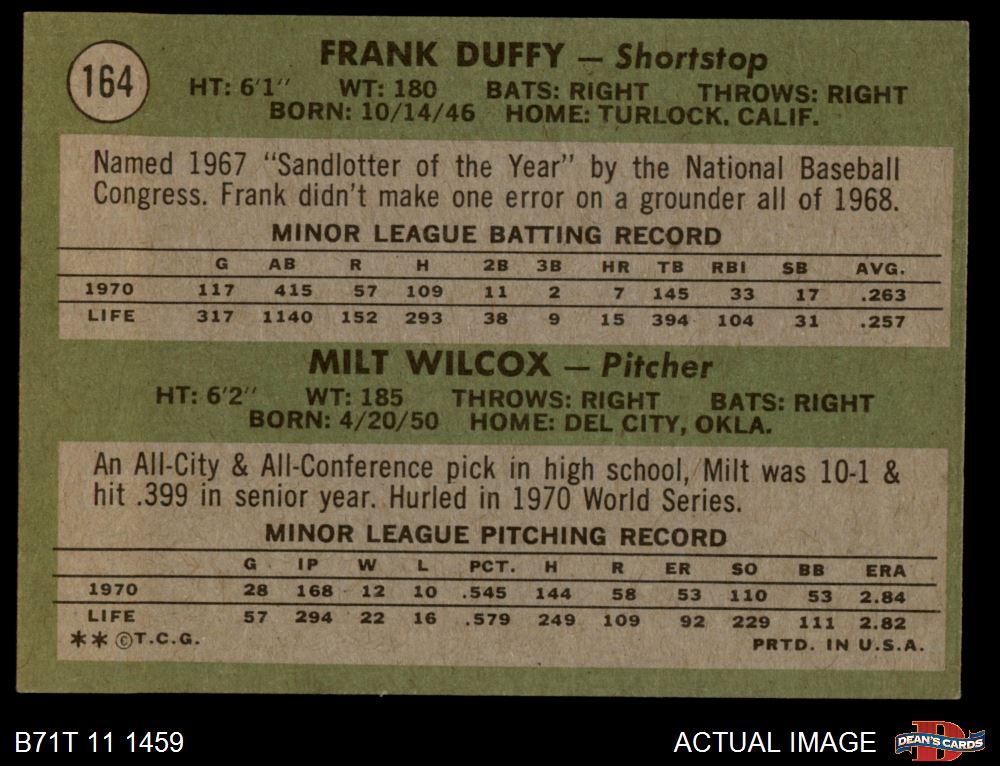 164
FRANK DUFFY — Shortstop
HT: 6'1" WT: 180 BATS: RIGHT THROWS: RIGHT
BORN: 10/14/46 HOME: TURLOCK, CALIF.
Named 1967 "Sandlotter of the Year" by the National Baseball
Congress. Frank didn't make one error on a grounder all of 1968.
MINOR LEAGUE BATTING RECORD
G AB R H 2B 3B HR TB RBI SB AVG.
1970 117 415 57 109 11 2 7 145 33 17 .263
LIFE 317 1140 152 293 38 9 15 394 104 31 .257
MILT WILCOX — Pitcher
HT: 6'2" WT: 185 THROWS: RIGHT BATS: RIGHT
BORN: 4/20/50 HOME: DEL CITY, OKLA.
An All-City & All-Conference pick in high school, Milt was 10-1 &
hit .399 in senior year. Hurled in 1970 World Series.
MINOR LEAGUE PITCHING RECORD
G IP W L PCT. H R ER SO BB ERA
1970 28 168 12 10 .545 144 58 53 110 53 2.84
LIFE 57 294 22 16 .579 249 109 92 229 111 2.82
** ©T.C.G. PRTD. IN U.S.A.
B71T 11 1459 ACTUAL IMAGE DEAN'S CARDS